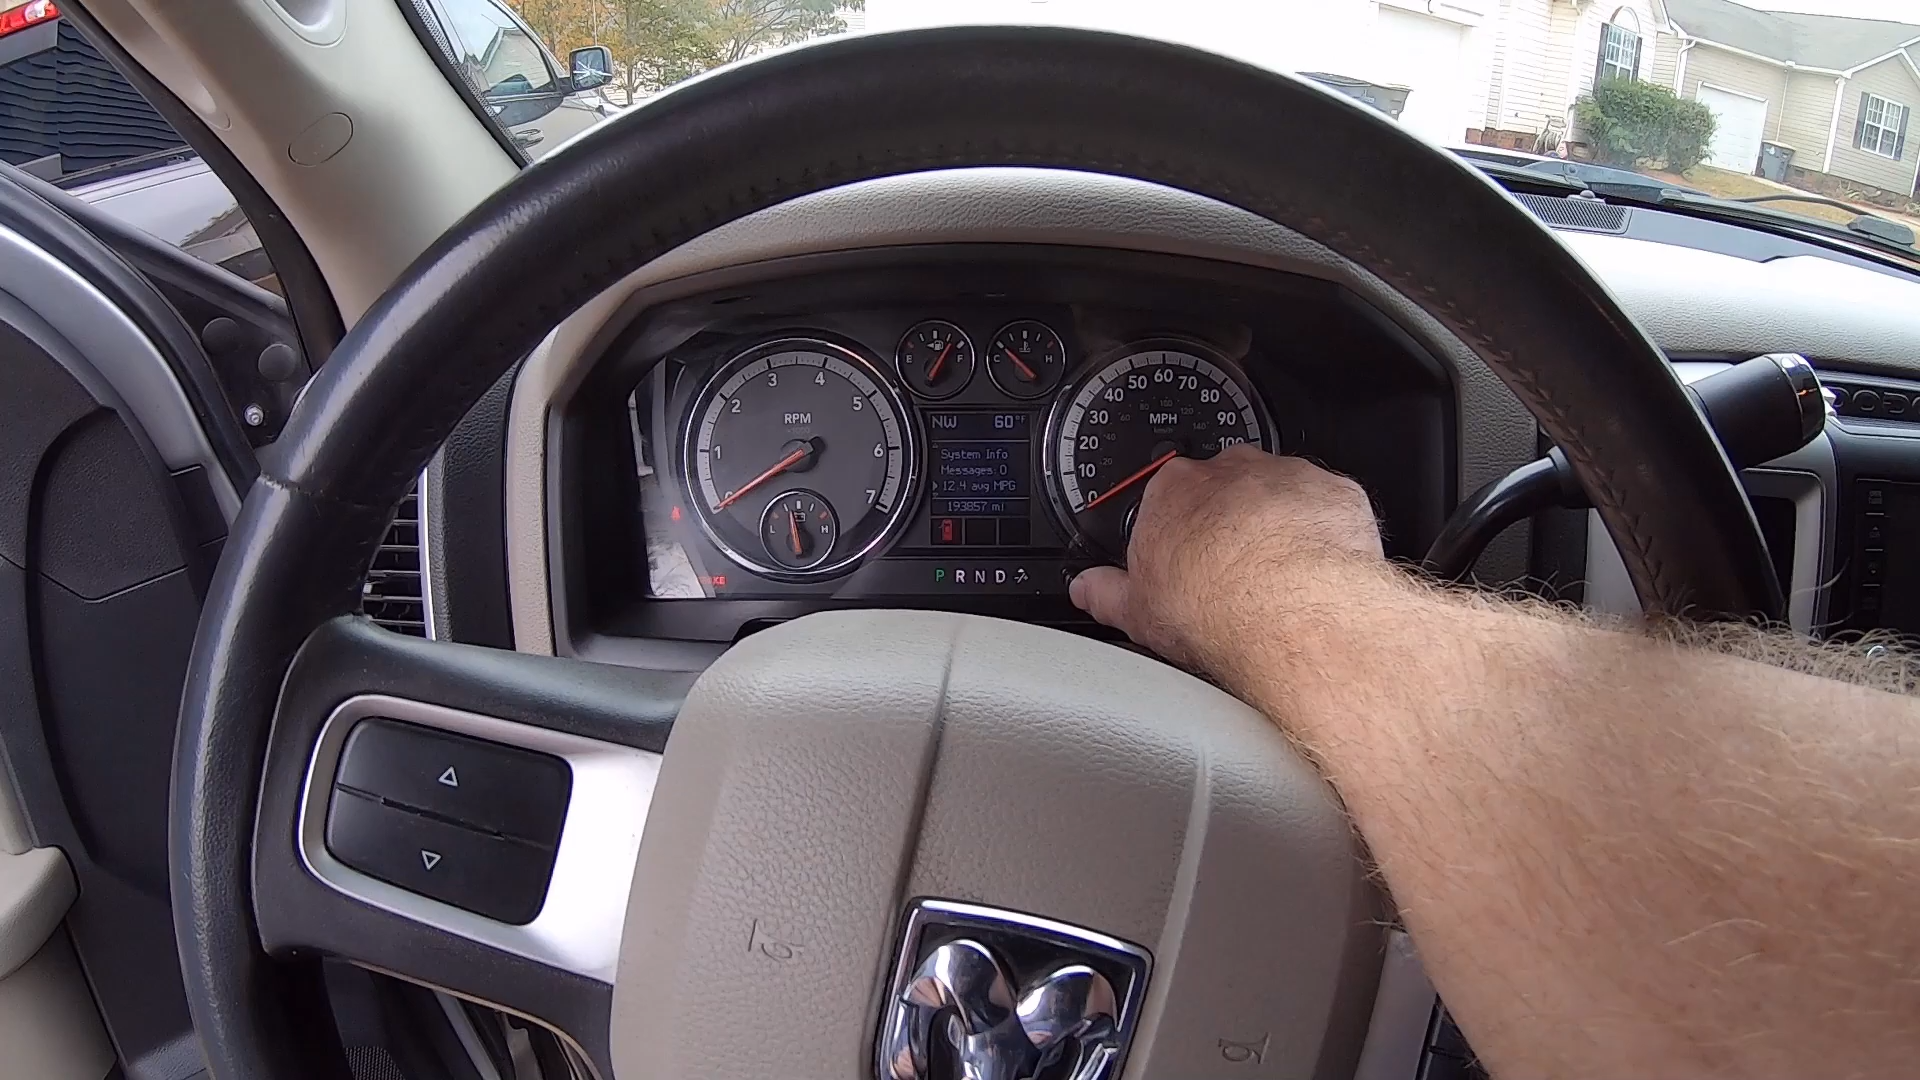 1
2
3
4
5
6
7
RPM
L
H
E
F
C
H
NW 60°F
System Info
Messages: 0
12.4 avg MPG
193857 mi
P R N D
0
10
20
30
40
50
60
70
80
90
100
MPH